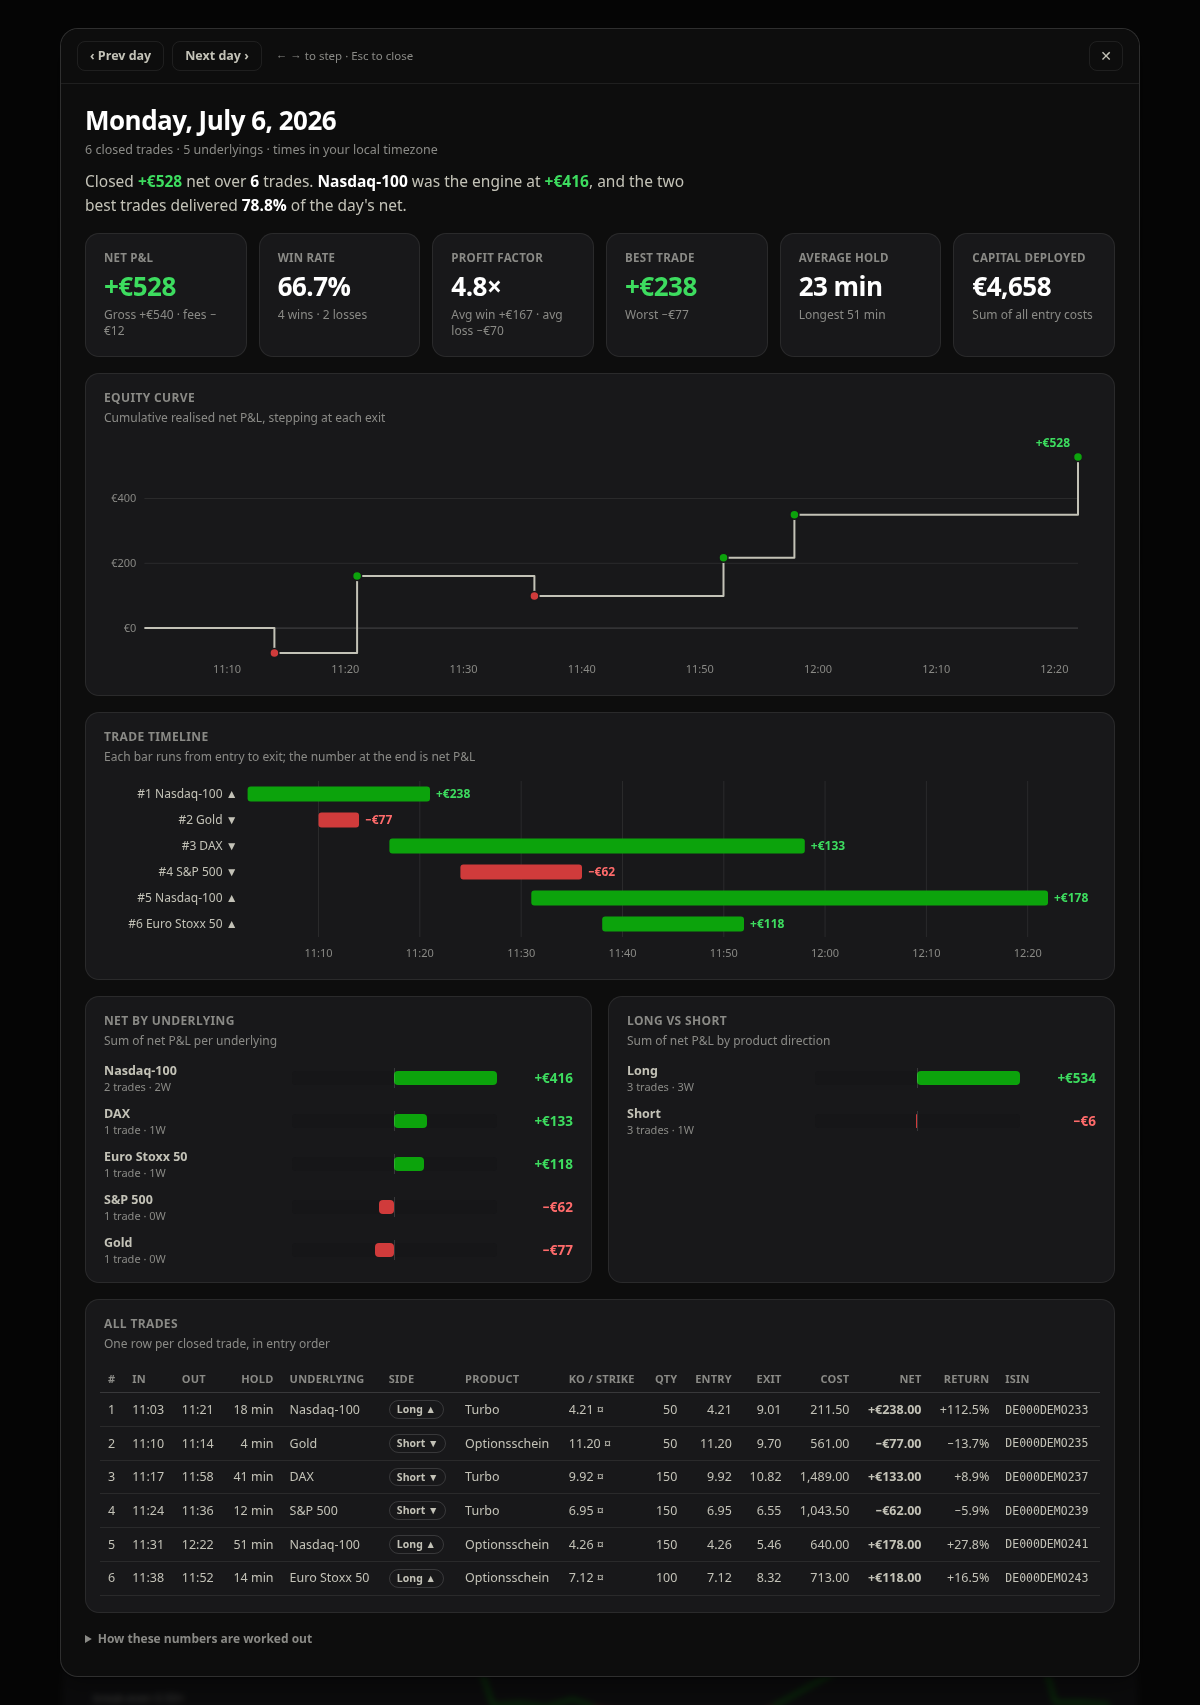 ‹ Prev day Next day › ← → to step · Esc to close ✕
Monday, July 6, 2026
6 closed trades · 5 underlyings · times in your local timezone
Closed +€528 net over 6 trades. Nasdaq-100 was the engine at +€416, and the two
best trades delivered 78.8% of the day's net.
NET P&L
+€528
Gross +€540 · fees −
€12
WIN RATE
66.7%
4 wins · 2 losses
PROFIT FACTOR
4.8×
Avg win +€167 · avg
loss −€70
BEST TRADE
+€238
Worst −€77
AVERAGE HOLD
23 min
Longest 51 min
CAPITAL DEPLOYED
€4,658
Sum of all entry costs
EQUITY CURVE
Cumulative realised net P&L, stepping at each exit
+€528
€400
€200
€0
11:10 11:20 11:30 11:40 11:50 12:00 12:10 12:20
TRADE TIMELINE
Each bar runs from entry to exit; the number at the end is net P&L
#1 Nasdaq-100 ▲ +€238
#2 Gold ▼ −€77
#3 DAX ▼ +€133
#4 S&P 500 ▼ −€62
#5 Nasdaq-100 ▲ +€178
#6 Euro Stoxx 50 ▲ +€118
11:10 11:20 11:30 11:40 11:50 12:00 12:10 12:20
NET BY UNDERLYING
Sum of net P&L per underlying
Nasdaq-100 +€416
2 trades · 2W
DAX +€133
1 trade · 1W
Euro Stoxx 50 +€118
1 trade · 1W
S&P 500 −€62
1 trade · 0W
Gold −€77
1 trade · 0W
LONG VS SHORT
Sum of net P&L by product direction
Long +€534
3 trades · 3W
Short −€6
3 trades · 1W
ALL TRADES
One row per closed trade, in entry order
# IN OUT HOLD UNDERLYING SIDE PRODUCT KO / STRIKE QTY ENTRY EXIT COST NET RETURN ISIN
1 11:03 11:21 18 min Nasdaq-100 Long ▲ Turbo 4.21 ¤ 50 4.21 9.01 211.50 +€238.00 +112.5% DE000DEMO233
2 11:10 11:14 4 min Gold Short ▼ Optionsschein 11.20 ¤ 50 11.20 9.70 561.00 −€77.00 −13.7% DE000DEMO235
3 11:17 11:58 41 min DAX Short ▼ Turbo 9.92 ¤ 150 9.92 10.82 1,489.00 +€133.00 +8.9% DE000DEMO237
4 11:24 11:36 12 min S&P 500 Short ▼ Turbo 6.95 ¤ 150 6.95 6.55 1,043.50 −€62.00 −5.9% DE000DEMO239
5 11:31 12:22 51 min Nasdaq-100 Long ▲ Optionsschein 4.26 ¤ 150 4.26 5.46 640.00 +€178.00 +27.8% DE000DEMO241
6 11:38 11:52 14 min Euro Stoxx 50 Long ▲ Optionsschein 7.12 ¤ 100 7.12 8.32 713.00 +€118.00 +16.5% DE000DEMO243
▶ How these numbers are worked out